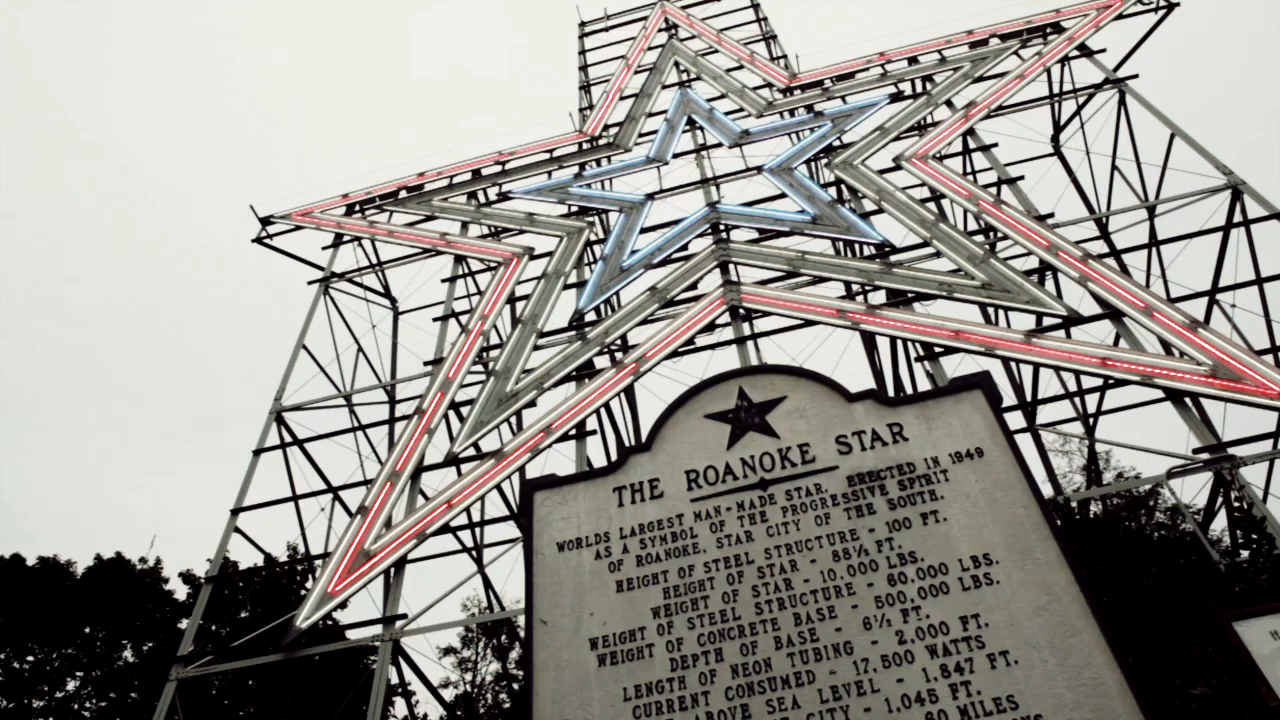 THE ROANOKE STAR
WORLDS LARGEST MAN-MADE STAR, ERECTED IN 1949
AS A SYMBOL OF THE PROGRESSIVE SPIRIT
OF ROANOKE, STAR CITY OF THE SOUTH.
HEIGHT OF STEEL STRUCTURE - 100 FT.
HEIGHT OF STAR - 88½ FT.
WEIGHT OF STAR - 10,000 LBS.
WEIGHT OF STEEL STRUCTURE - 60,000 LBS.
WEIGHT OF CONCRETE BASE - 500,000 LBS.
DEPTH OF BASE - 6½ FT.
LENGTH OF NEON TUBING - 2,000 FT.
CURRENT CONSUMED - 17,500 WATTS
ABOVE SEA LEVEL - 1,847 FT.
CITY - 1,045 FT.
60 MILES